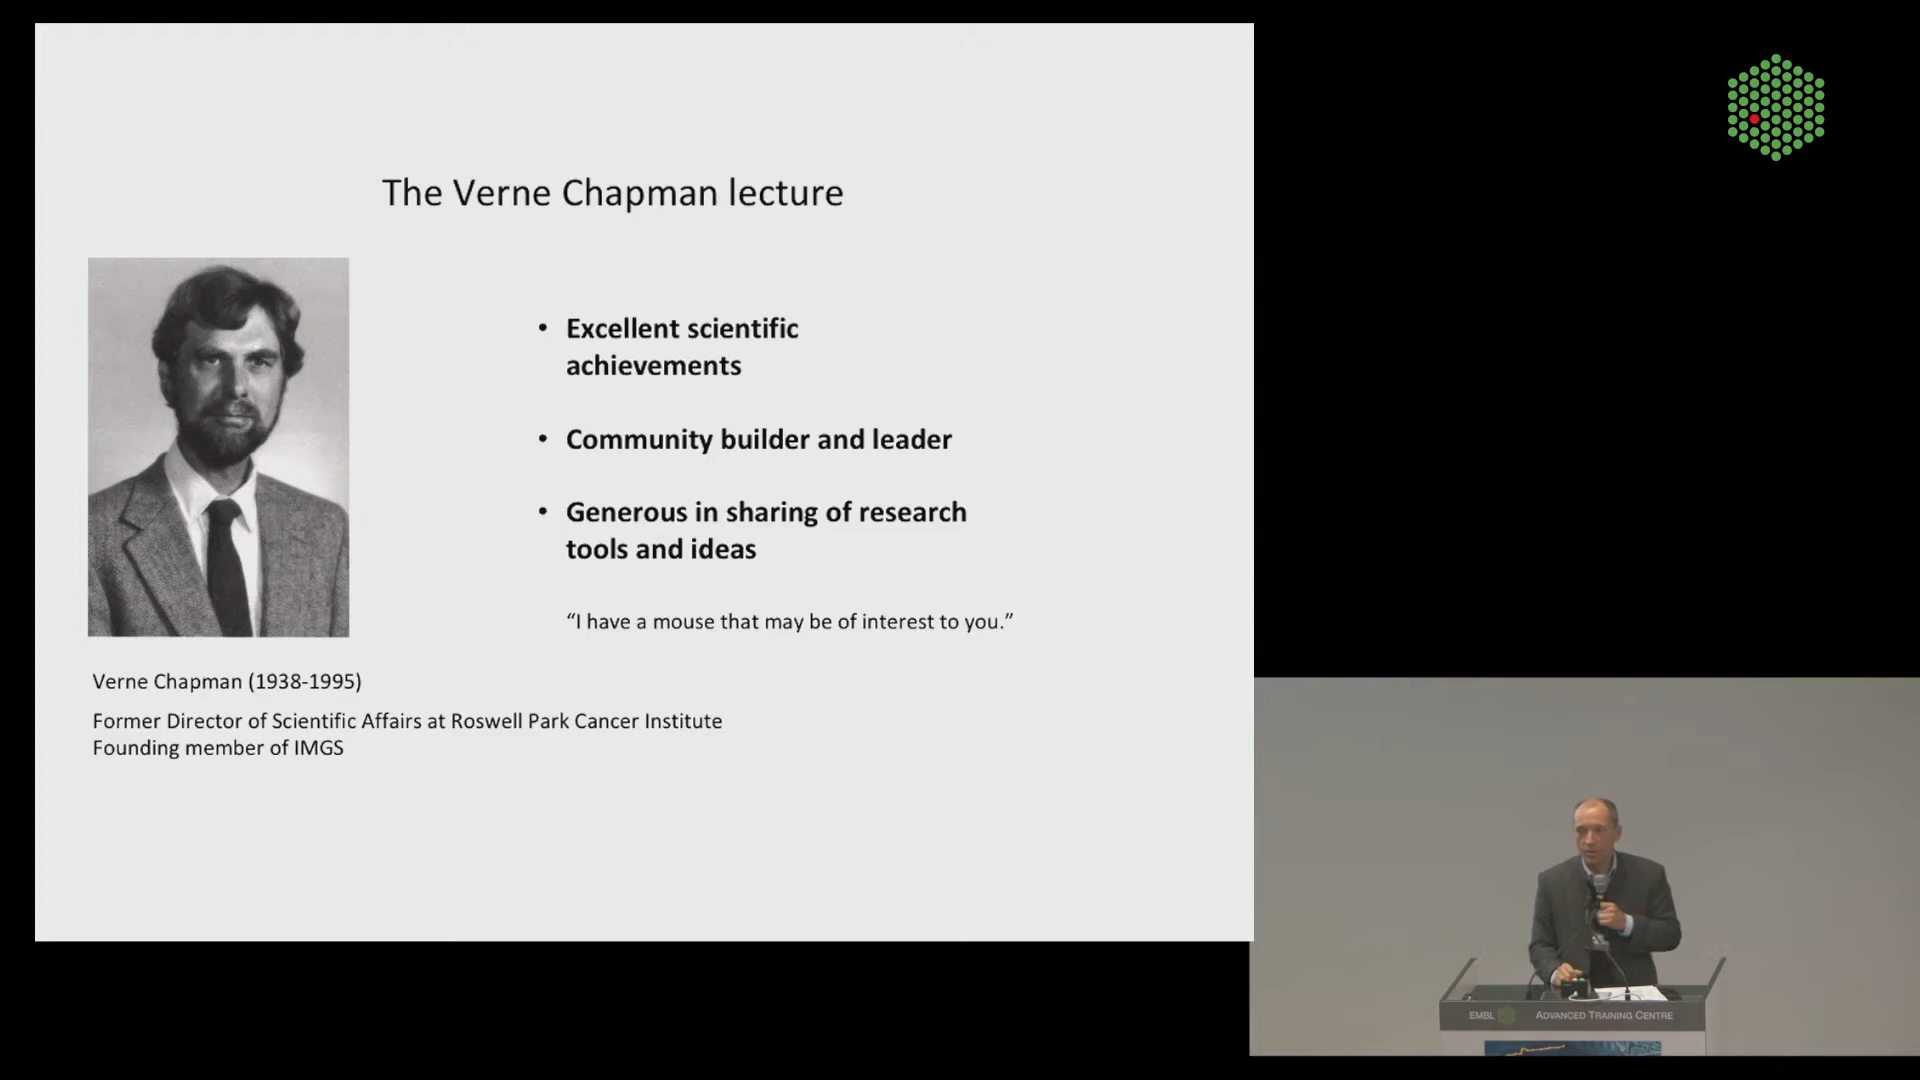 The Verne Chapman lecture
• Excellent scientific
achievements
• Community builder and leader
• Generous in sharing of research
tools and ideas
“I have a mouse that may be of interest to you.”
Verne Chapman (1938-1995)
Former Director of Scientific Affairs at Roswell Park Cancer Institute
Founding member of IMGS
EMBL ADVANCED TRAINING CENTRE